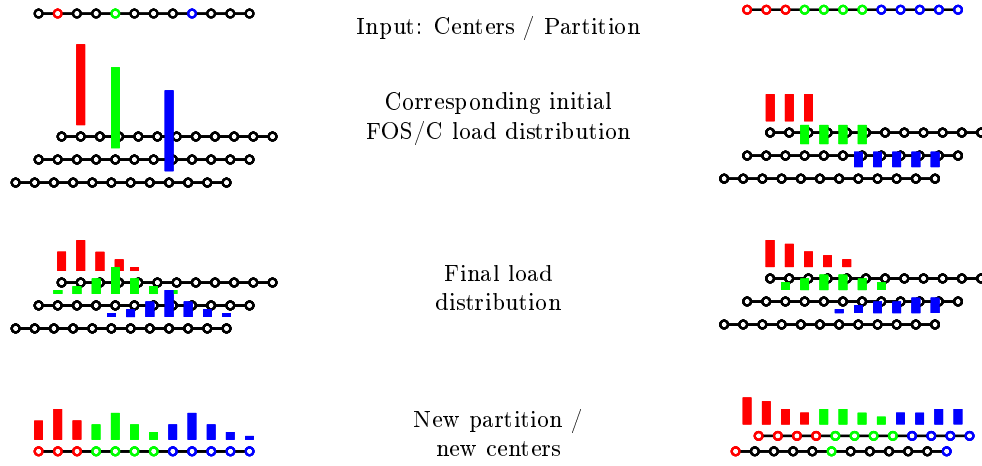 Input: Centers / Partition
Corresponding initial
FOS/C load distribution
Final load
distribution
New partition /
new centers